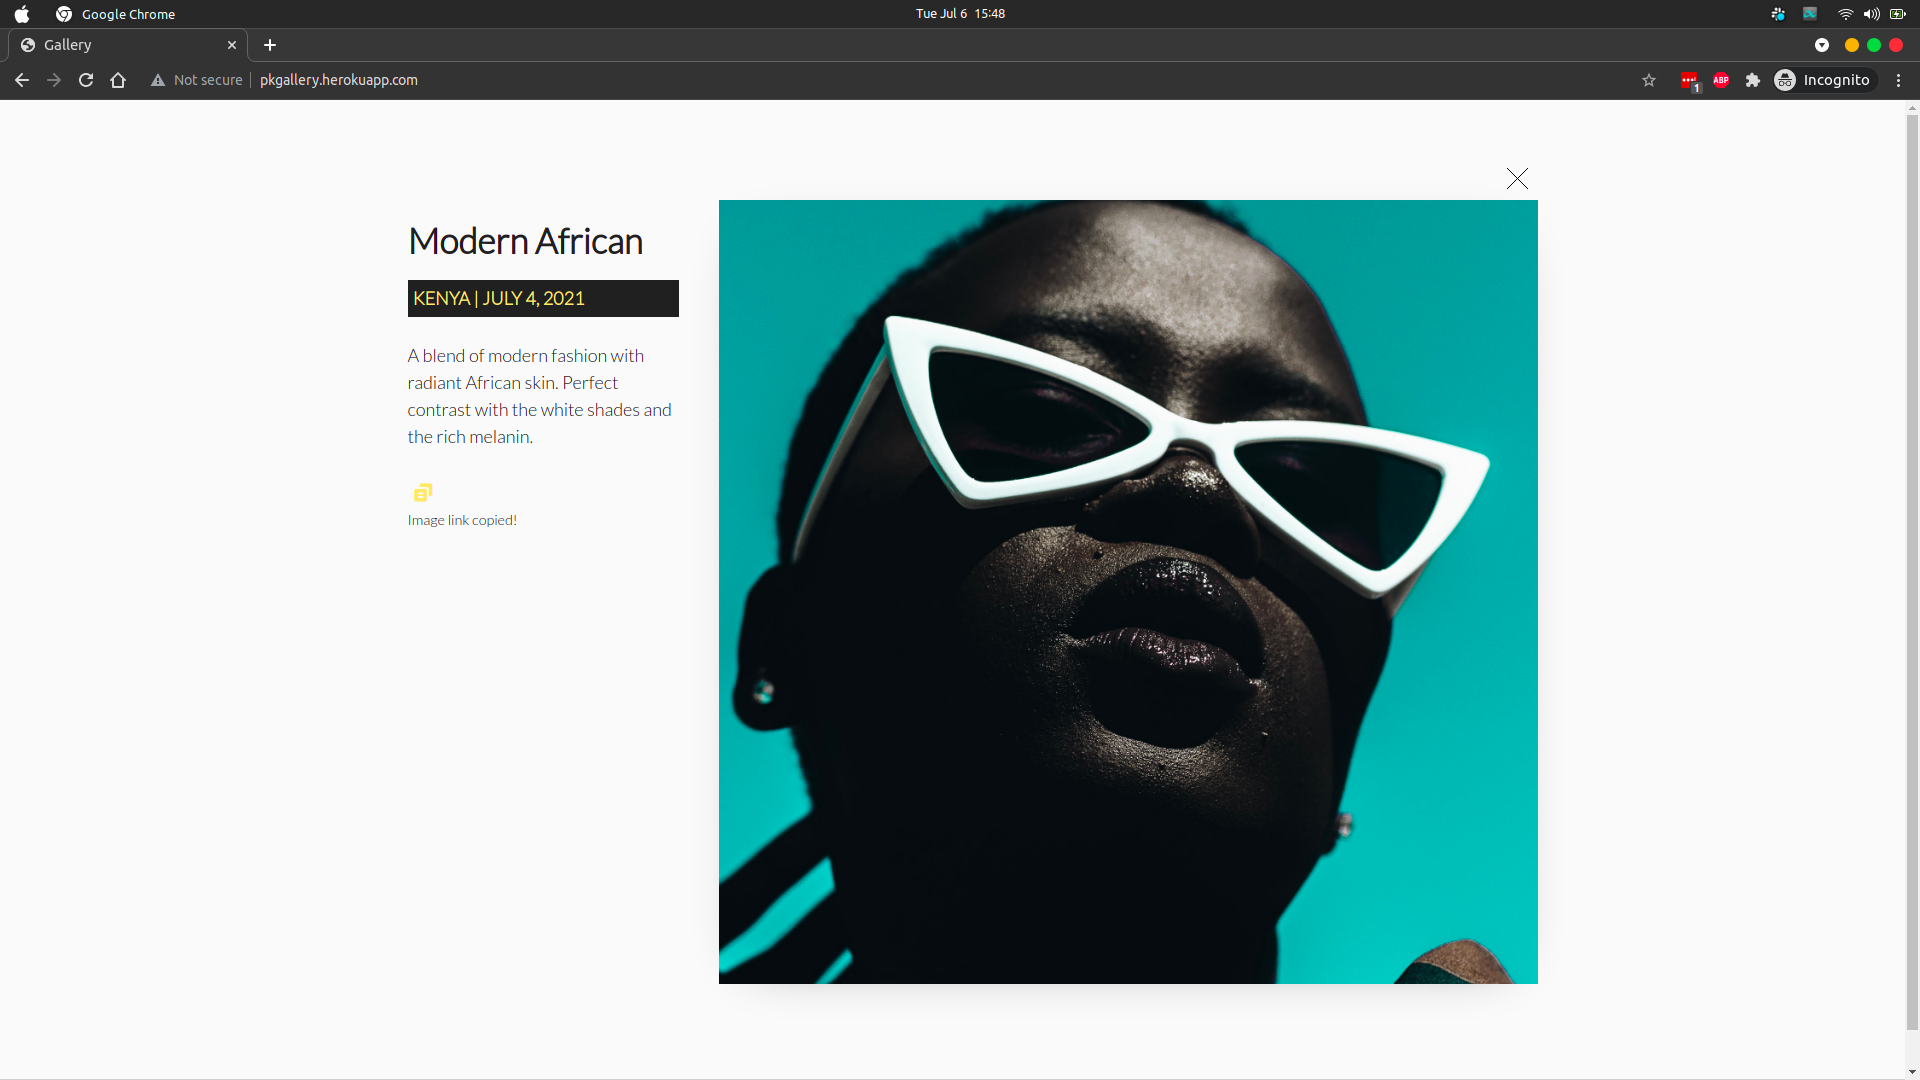 Google Chrome
Tue Jul 6 15:48
Gallery
Not secure
pkgallery.herokuapp.com
1
ABP
Incognito
Modern African
KENYA | JULY 4, 2021
A blend of modern fashion with
radiant African skin. Perfect
contrast with the white shades and
the rich melanin.
Image link copied!